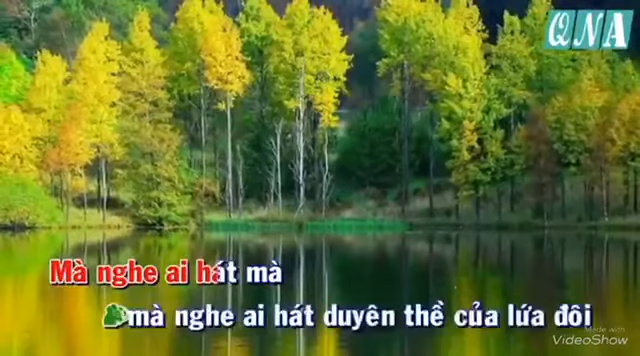 QNA
Mà nghe ai hát mà
mà nghe ai hát duyên thề của lứa đôi
Made With
VideoShow